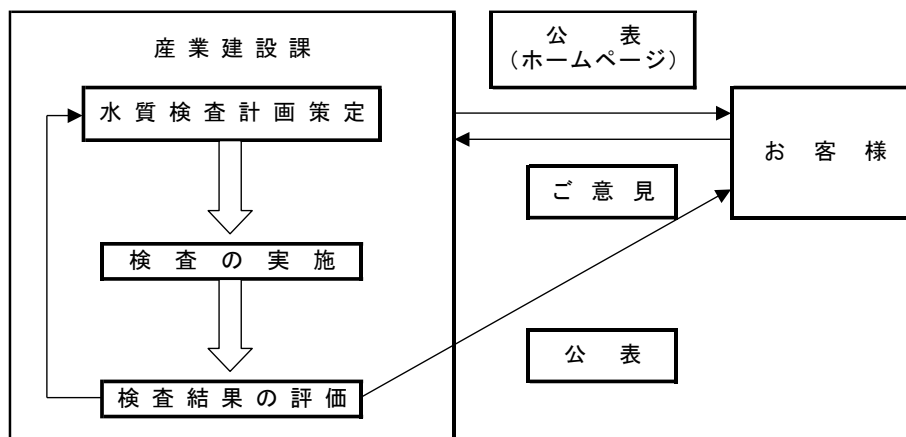 産業建設課
公表
（ホームページ）
水質検査計画策定
お客様
ご意見
検査の実施
公表
検査結果の評価